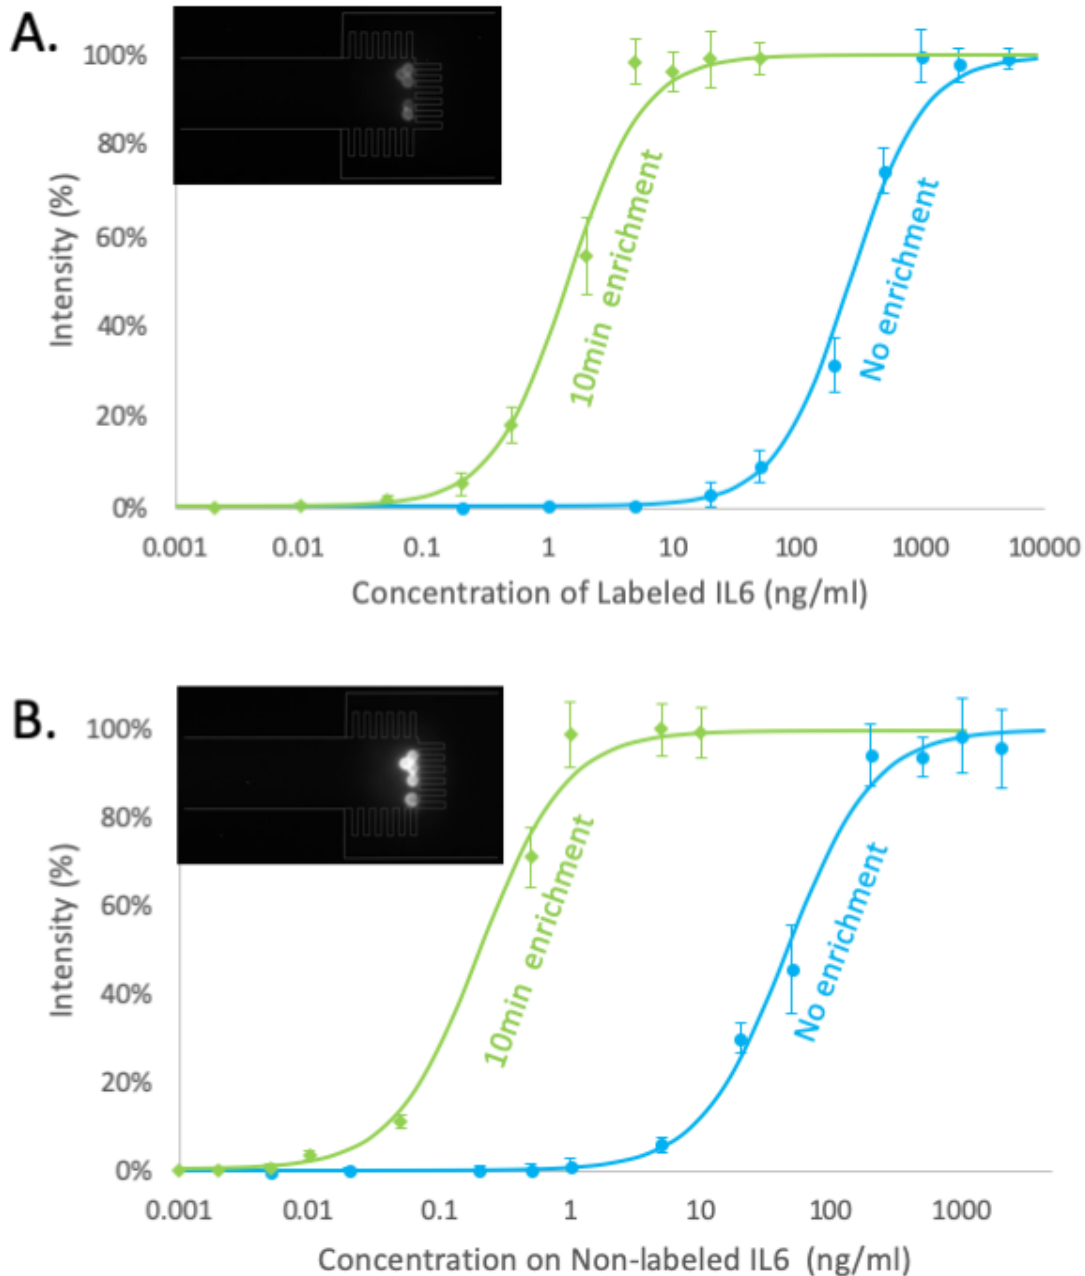 A.
100%
80%
60%
40%
20%
0%
Intensity (%)
10min enrichment
No enrichment
0.001 0.01 0.1 1 10 100 1000 10000
Concentration of Labeled IL6 (ng/ml)
B.
100%
80%
60%
40%
20%
0%
Intensity (%)
10min enrichment
No enrichment
0.001 0.01 0.1 1 10 100 1000
Concentration on Non-labeled IL6 (ng/ml)